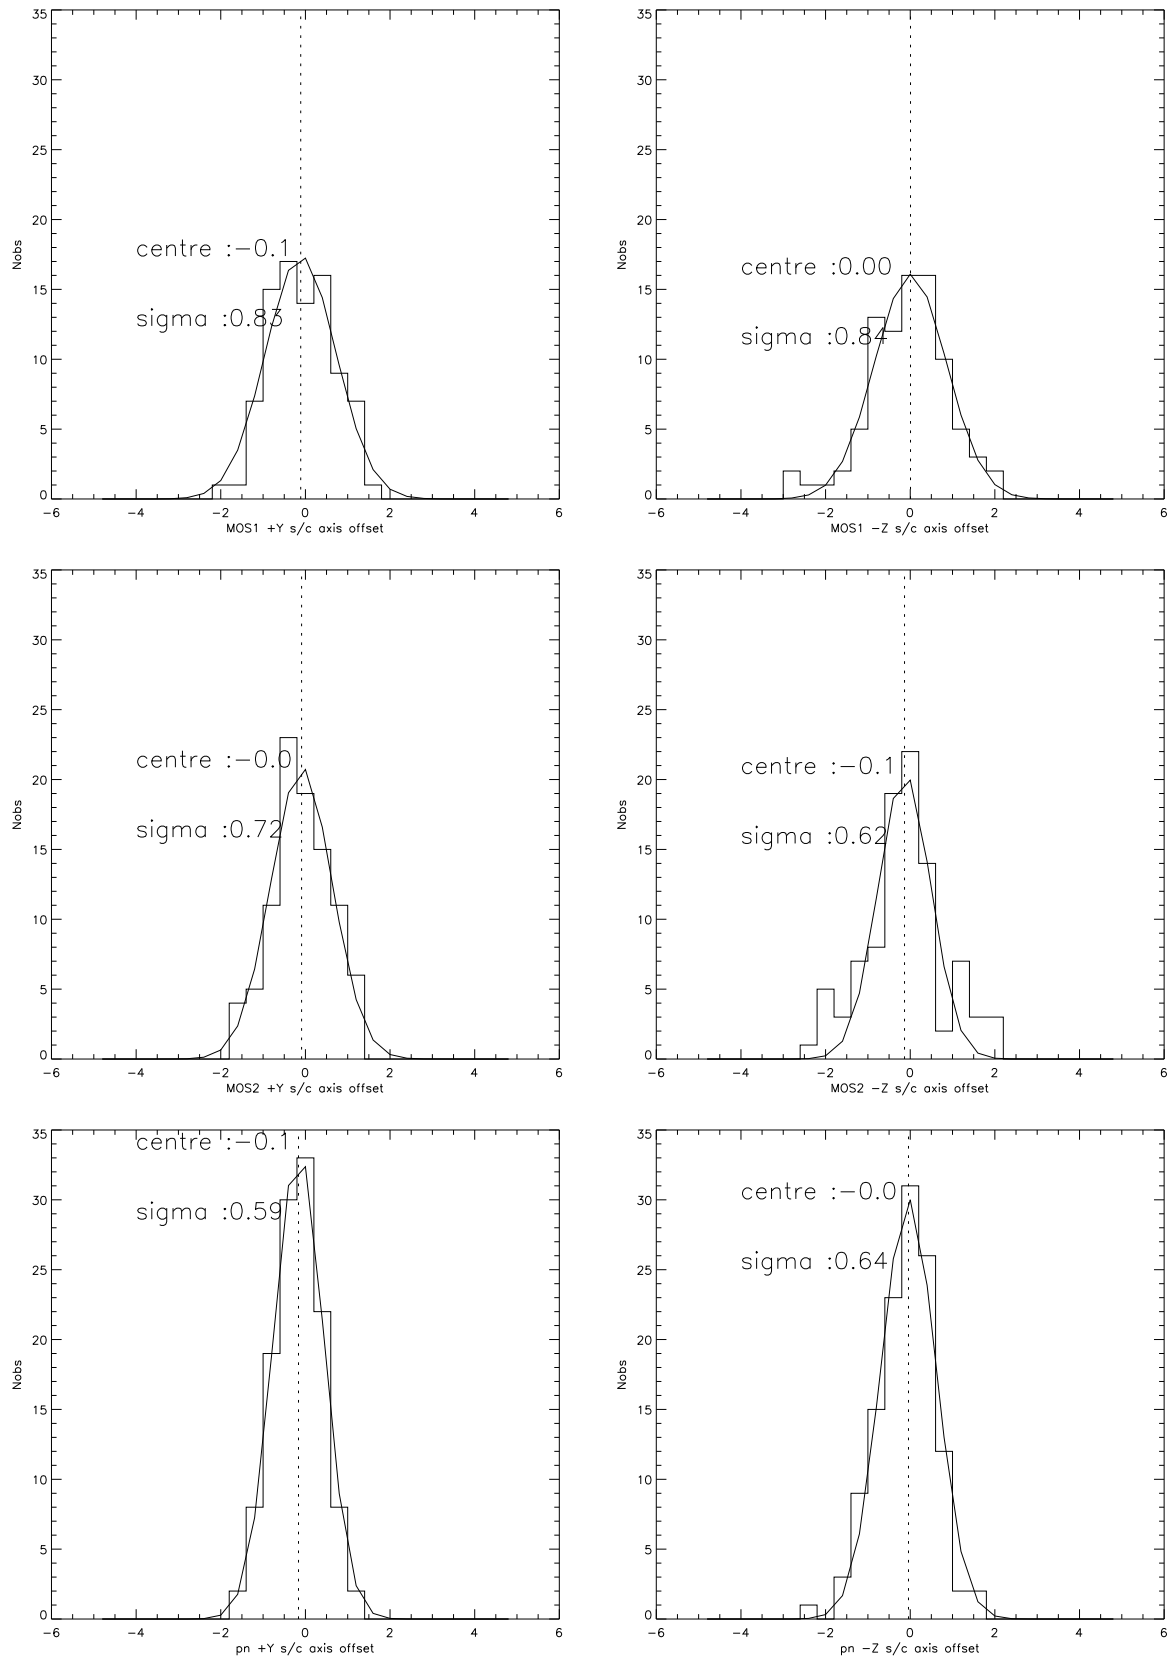 35
30
25
20
15
10
5
0
Nobs
centre :−0.1
sigma :0.83
−6 −4 −2 0 2 4 6
MOS1 +Y s/c axis offset
35
30
25
20
15
10
5
0
Nobs
centre :0.00
sigma :0.84
−6 −4 −2 0 2 4 6
MOS1 −Z s/c axis offset
35
30
25
20
15
10
5
0
Nobs
centre :−0.0
sigma :0.72
−6 −4 −2 0 2 4 6
MOS2 +Y s/c axis offset
35
30
25
20
15
10
5
0
Nobs
centre :−0.1
sigma :0.62
−6 −4 −2 0 2 4 6
MOS2 −Z s/c axis offset
35
30
25
20
15
10
5
0
Nobs
centre :−0.1
sigma :0.59
−6 −4 −2 0 2 4 6
pn +Y s/c axis offset
35
30
25
20
15
10
5
0
Nobs
centre :−0.0
sigma :0.64
−6 −4 −2 0 2 4 6
pn −Z s/c axis offset